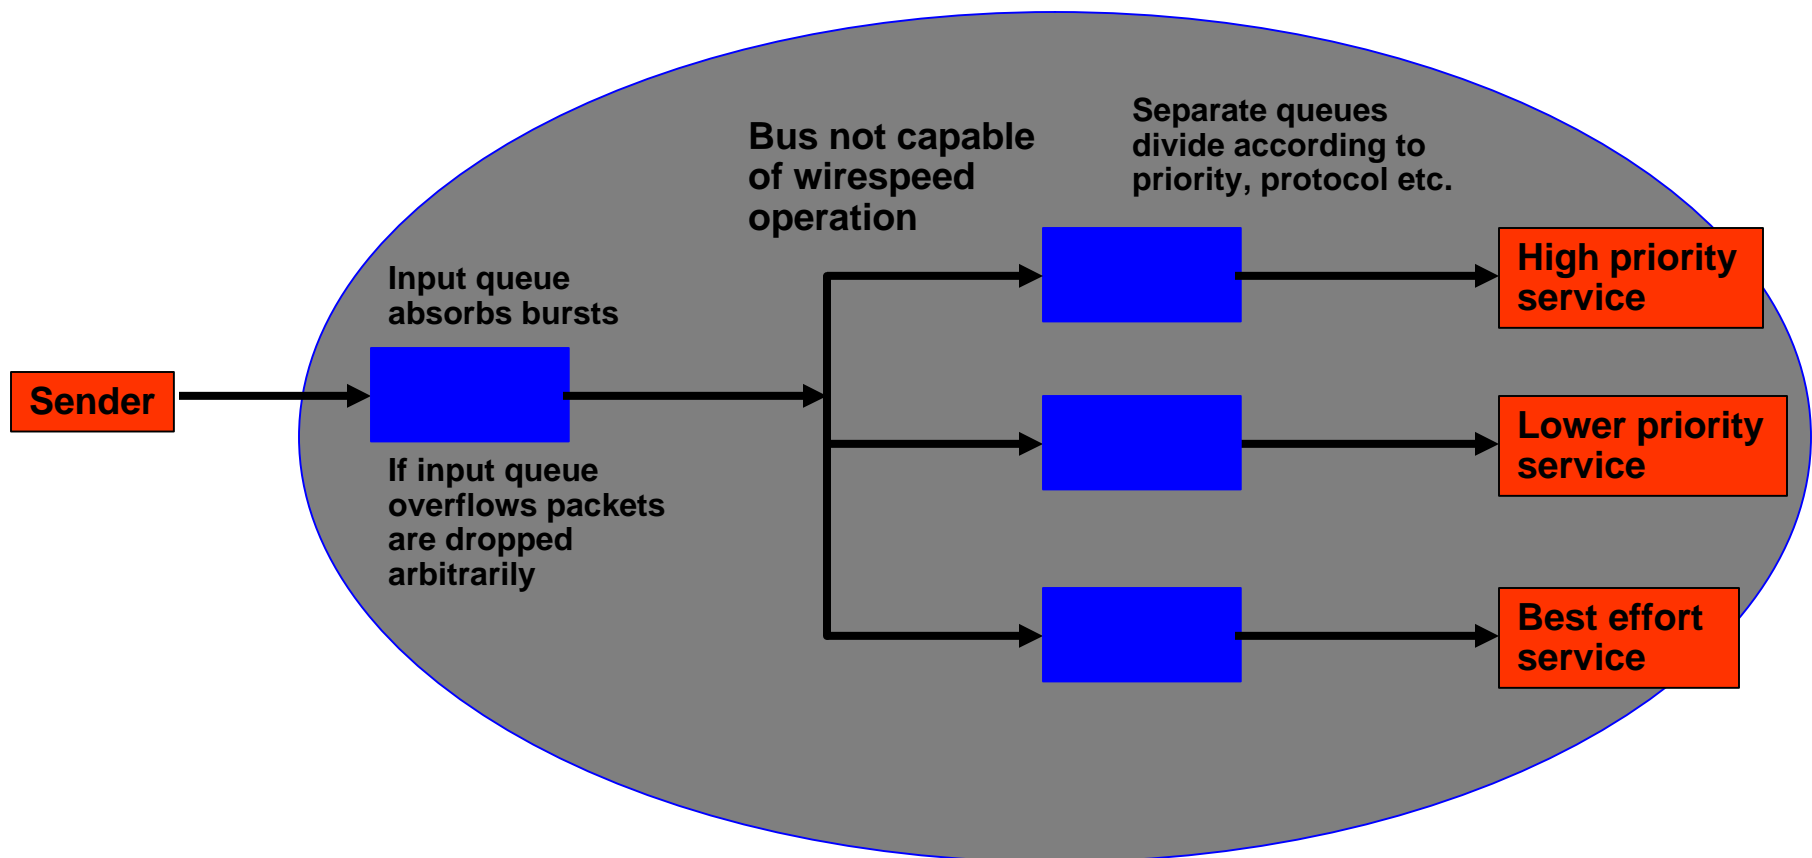 Sender
Input queue
absorbs bursts
If input queue
overflows packets
are dropped
arbitrarily
Bus not capable
of wirespeed
operation
Separate queues
divide according to
priority, protocol etc.
High priority
service
Lower priority
service
Best effort
service